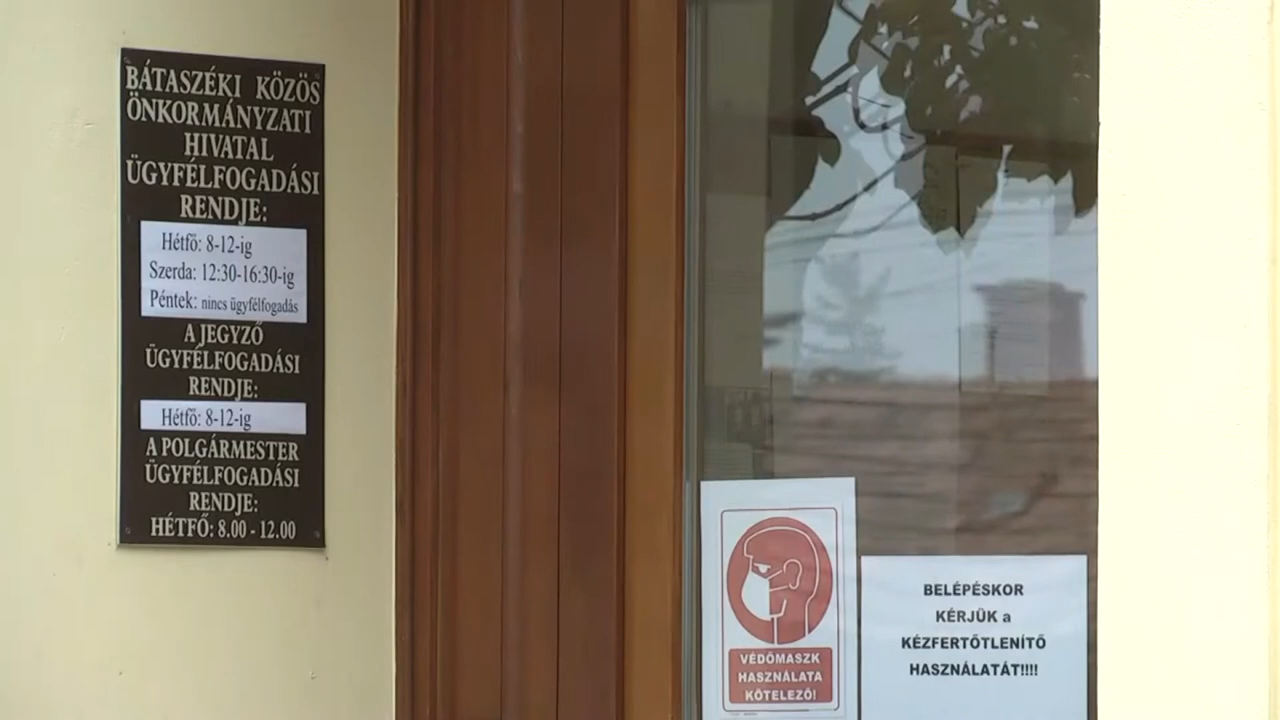 BÁTASZÉKI KÖZÖS
ÖNKORMÁNYZATI
HIVATAL
ÜGYFÉLFOGADÁSI
RENDJE:
Hétfő: 8-12-ig
Szerda: 12:30-16:30-ig
Péntek: nincs ügyfélfogadás
A JEGYZŐ
ÜGYFÉLFOGADÁSI
RENDJE:
Hétfő: 8-12-ig
A POLGÁRMESTER
ÜGYFÉLFOGADÁSI
RENDJE:
HÉTFŐ: 8.00 - 12.00
VÉDŐMASZK
HASZNÁLATA
KÖTELEZŐ!
BELÉPÉSKOR
KÉRJÜK a
KÉZFERTŐTLENÍTŐ
HASZNÁLATÁT!!!!